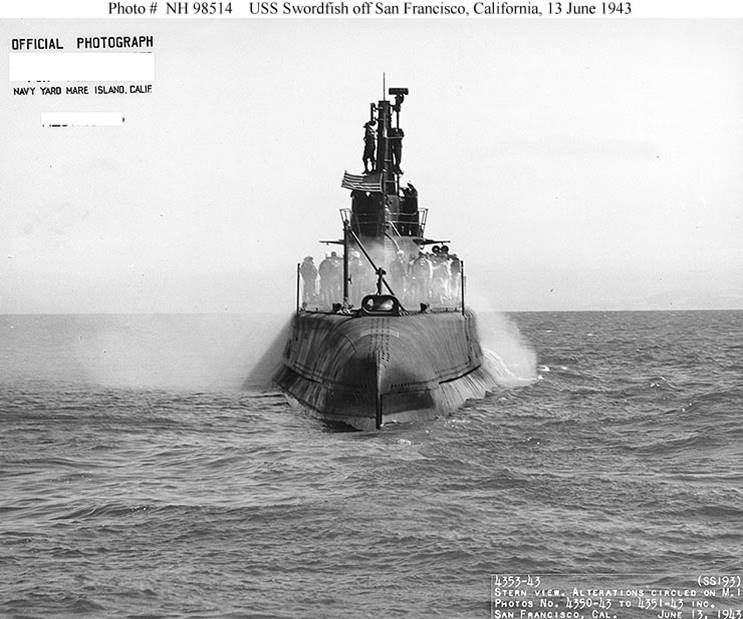 Photo # NH 98514 USS Swordfish off San Francisco, California, 13 June 1943
OFFICIAL PHOTOGRAPH
NAVY YARD MARE ISLAND, CALIF.
4353-43 (SS193)
STERN VIEW. ALTERATIONS CIRCLED ON M.I.
PHOTOS NO. 4350-43 TO 4351-43 INC.
SAN FRANCISCO, CAL. JUNE 13, 1943